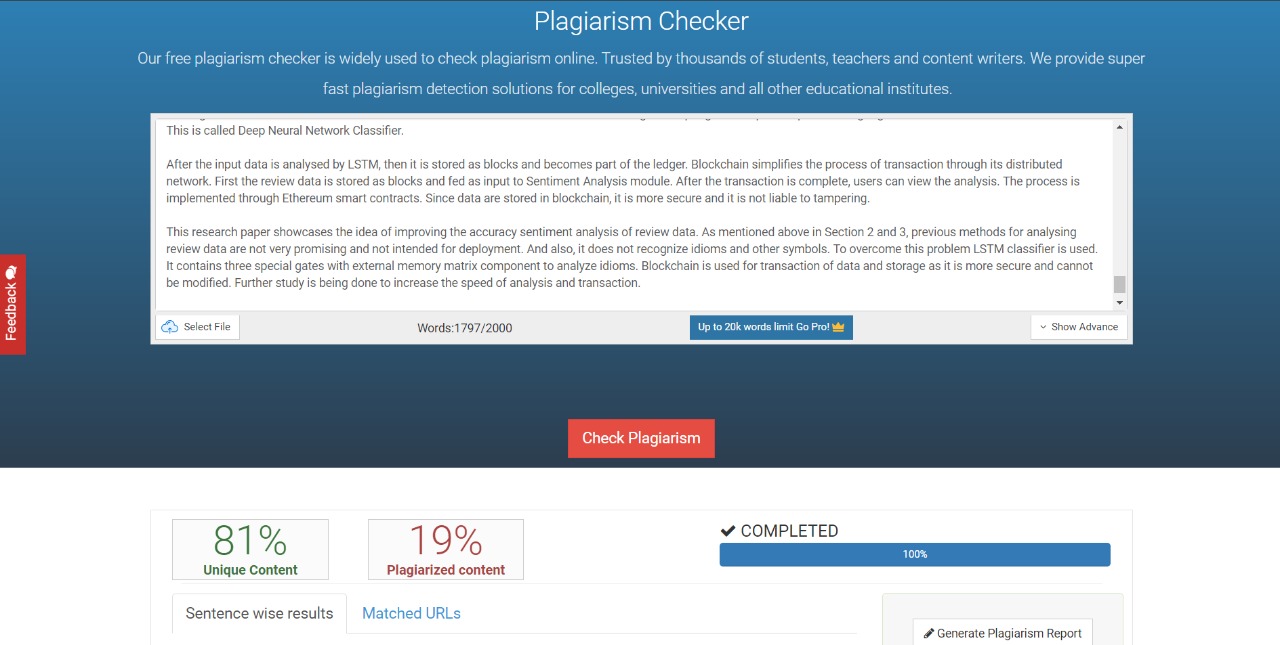 Plagiarism Checker
Our free plagiarism checker is widely used to check plagiarism online. Trusted by thousands of students, teachers and content writers. We provide super
fast plagiarism detection solutions for colleges, universities and all other educational institutes.
This is called Deep Neural Network Classifier.
After the input data is analysed by LSTM, then it is stored as blocks and becomes part of the ledger. Blockchain simplifies the process of transaction through its distributed
network. First the review data is stored as blocks and fed as input to Sentiment Analysis module. After the transaction is complete, users can view the analysis. The process is
implemented through Ethereum smart contracts. Since data are stored in blockchain, it is more secure and it is not liable to tampering.
This research paper showcases the idea of improving the accuracy sentiment analysis of review data. As mentioned above in Section 2 and 3, previous methods for analysing
review data are not very promising and not intended for deployment. And also, it does not recognize idioms and other symbols. To overcome this problem LSTM classifier is used.
It contains three special gates with external memory matrix component to analyze idioms. Blockchain is used for transaction of data and storage as it is more secure and cannot
be modified. Further study is being done to increase the speed of analysis and transaction.
Feedback
Select File
Words:1797/2000
Up to 20k words limit Go Pro!
Show Advance
Check Plagiarism
81%
Unique Content
19%
Plagiarized content
COMPLETED
100%
Sentence wise results
Matched URLs
Generate Plagiarism Report